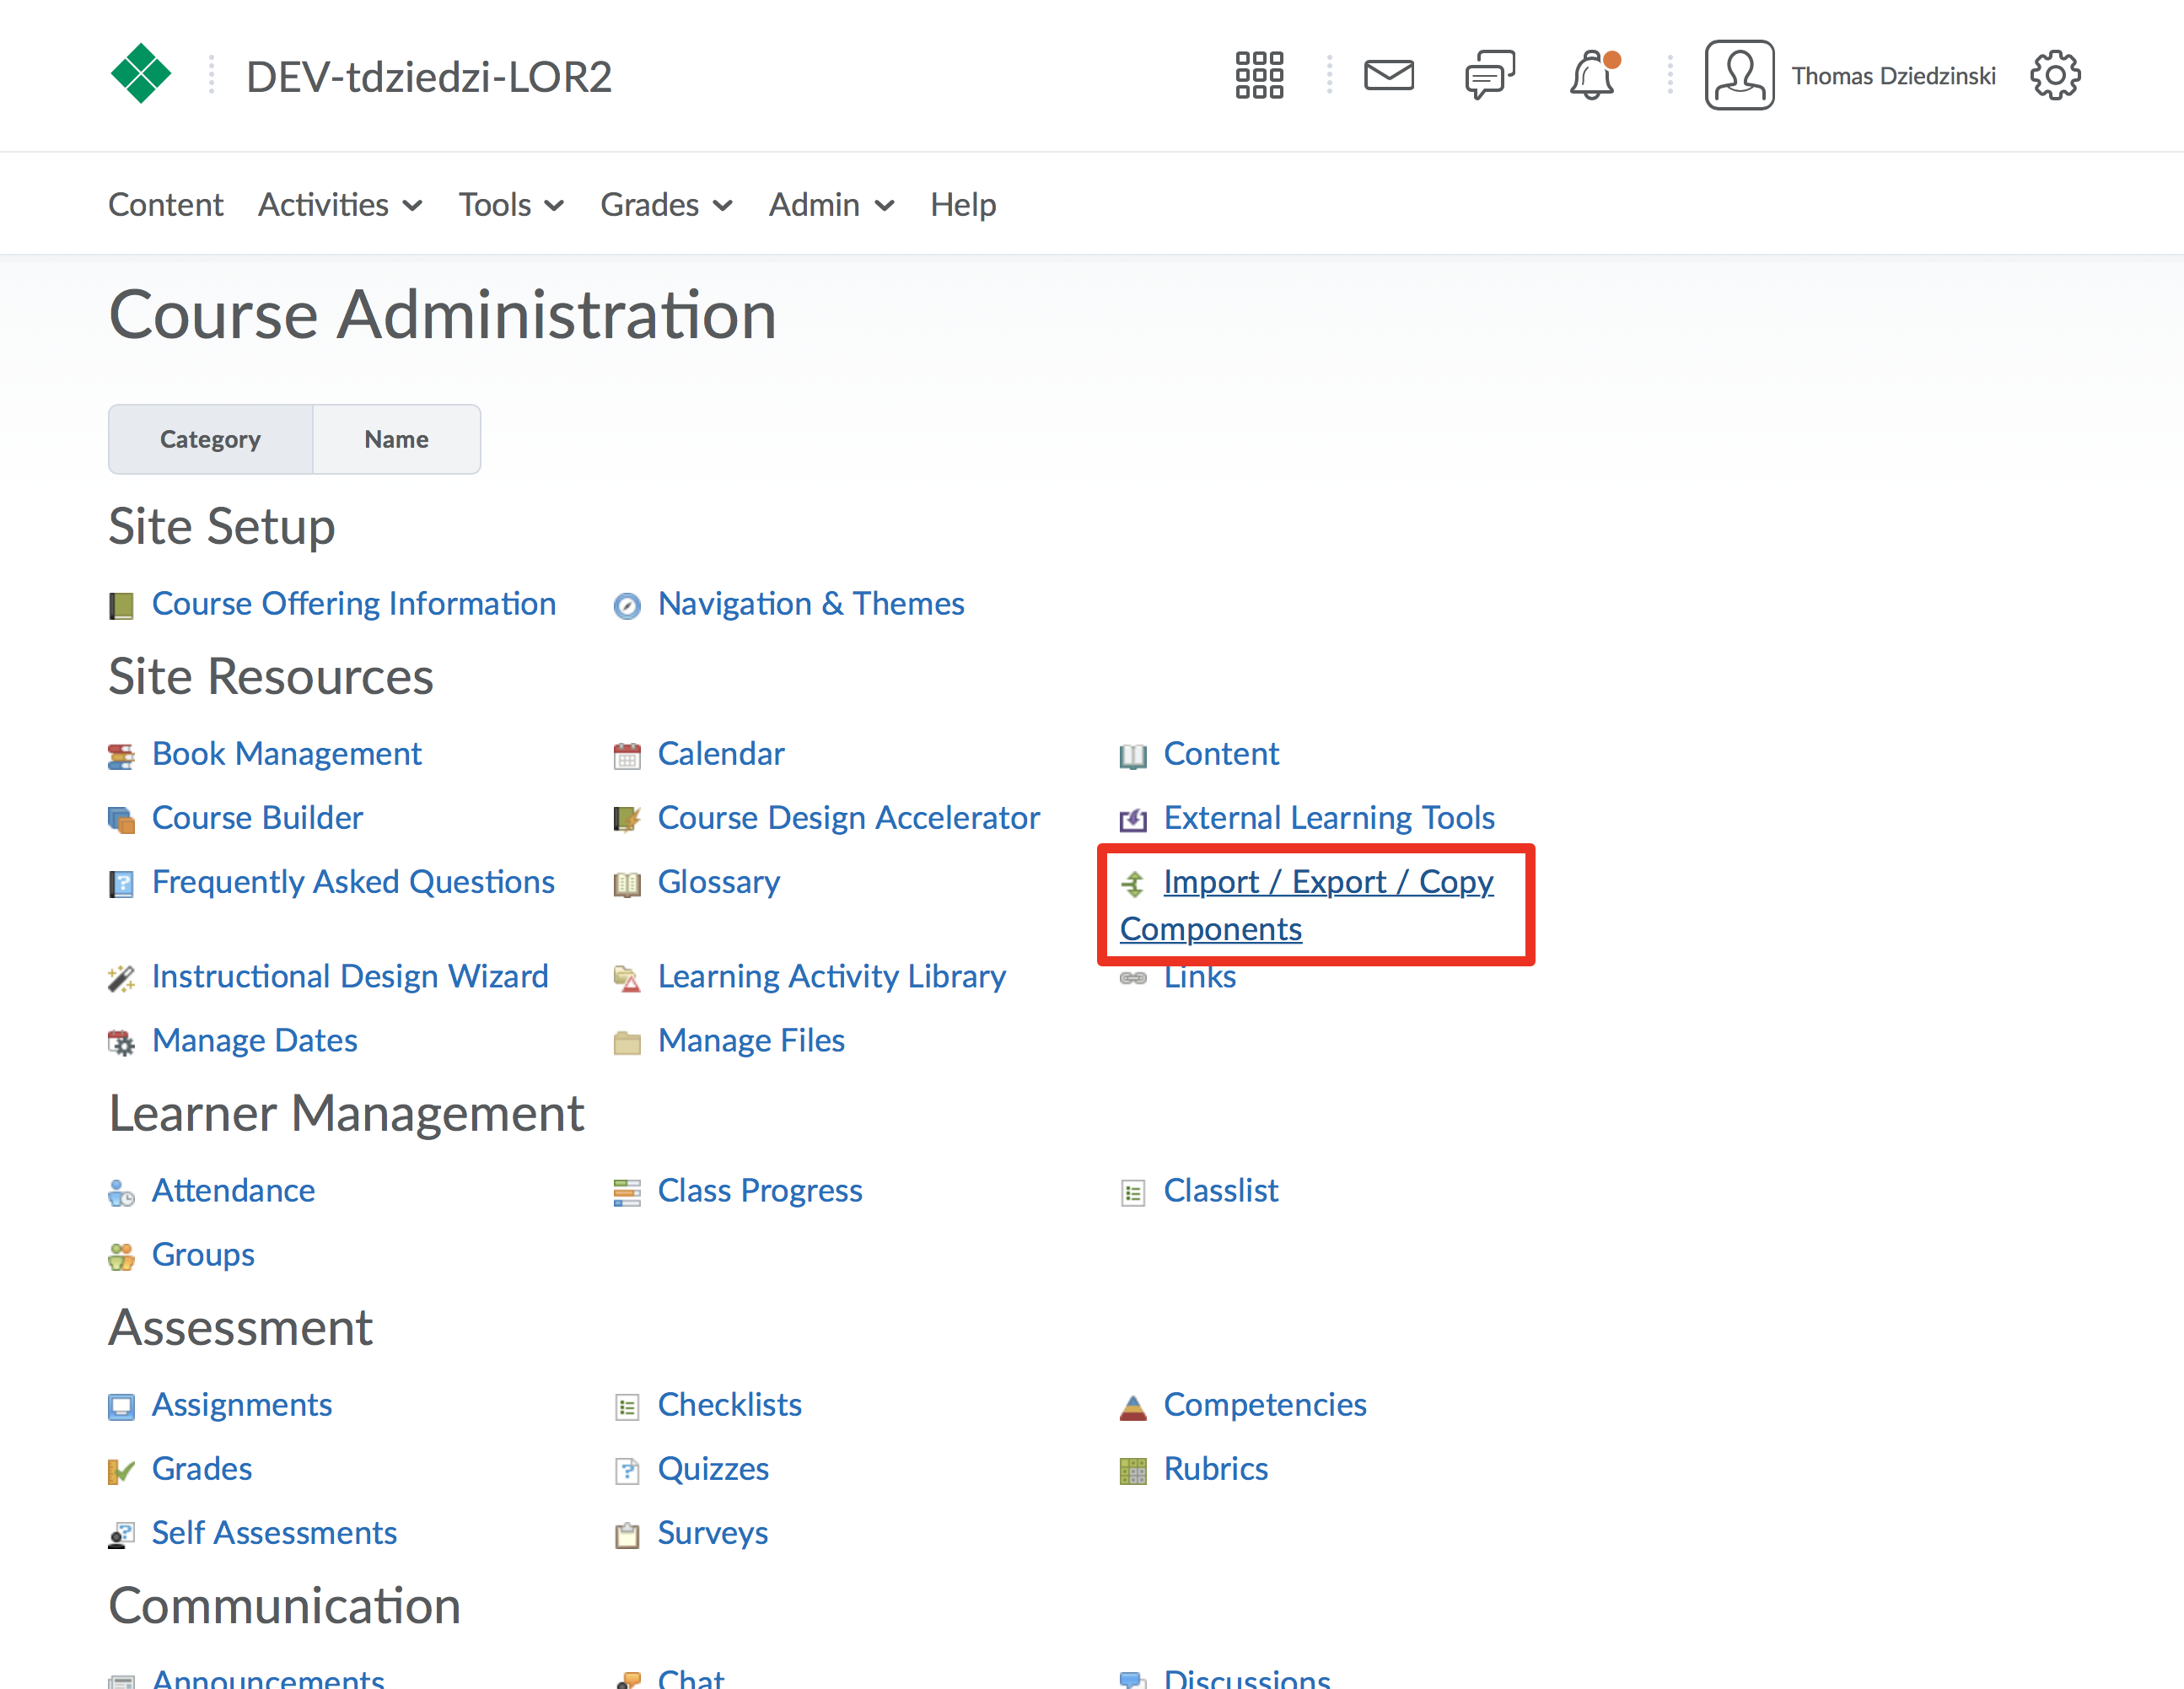 DEV-tdziedzi-LOR2
Thomas Dziedzinski
Content Activities Tools Grades Admin Help
Course Administration
Category Name
Site Setup
Course Offering Information Navigation & Themes
Site Resources
Book Management Calendar Content
Course Builder Course Design Accelerator External Learning Tools
Frequently Asked Questions Glossary Import / Export / Copy
Components
Instructional Design Wizard Learning Activity Library Links
Manage Dates Manage Files
Learner Management
Attendance Class Progress Classlist
Groups
Assessment
Assignments Checklists Competencies
Grades Quizzes Rubrics
Self Assessments Surveys
Communication
Announcements Chat Discussions